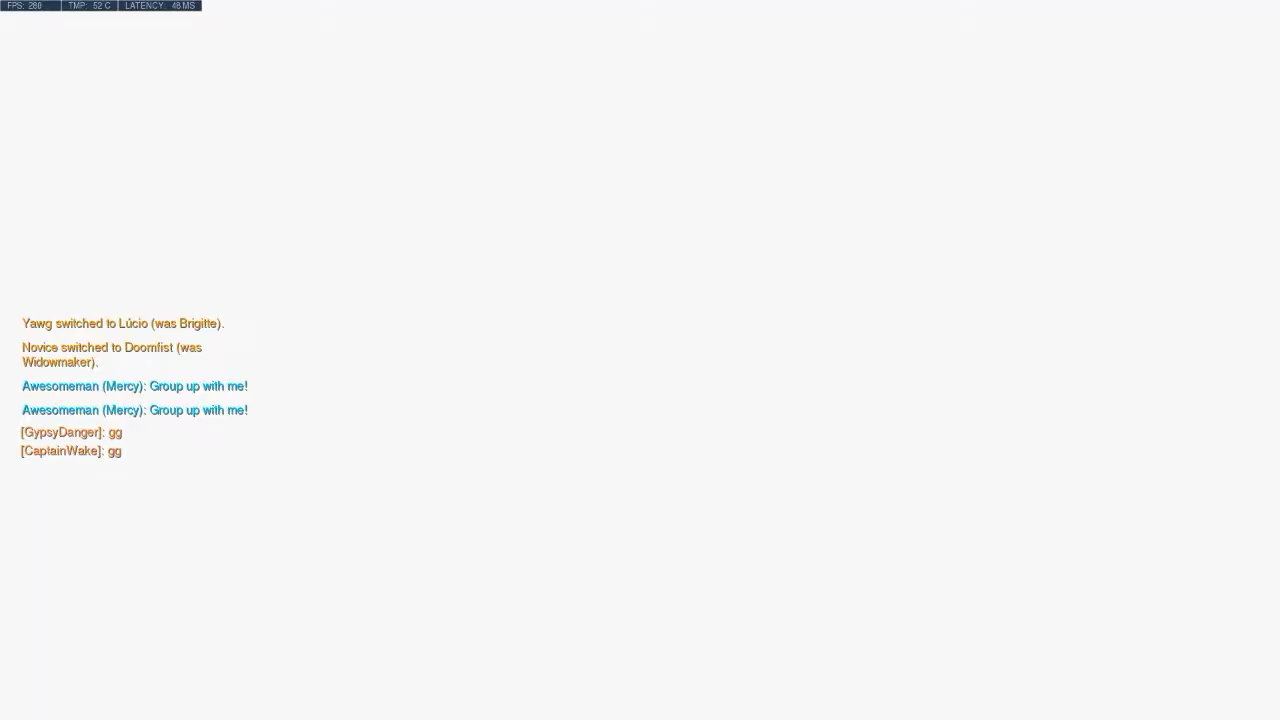 FPS: 280 TMP: 52 C LATENCY: 46 MS
Yawg switched to Lúcio (was Brigitte).
Novice switched to Doomfist (was
Widowmaker).
Awesomeman (Mercy): Group up with me!
Awesomeman (Mercy): Group up with me!
[GypsyDanger]: gg
[CaptainWake]: gg